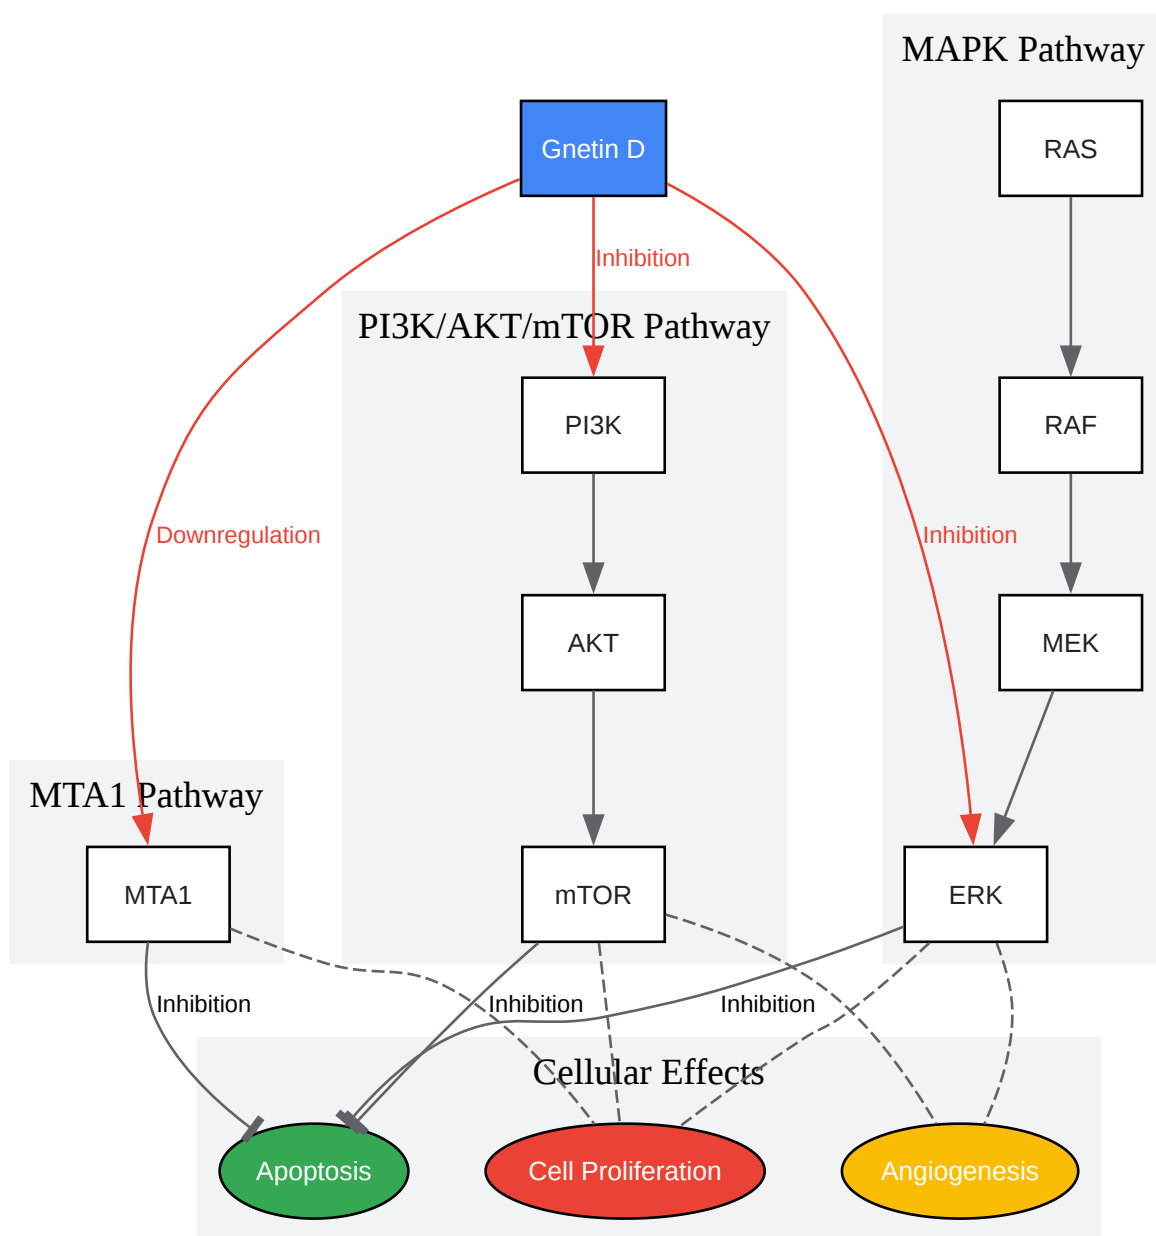 MAPK Pathway
Gnetin D
RAS
Inhibition
PI3K/AKT/mTOR Pathway
PI3K
RAF
Downregulation
Inhibition
AKT
MEK
MTA1 Pathway
MTA1
mTOR
ERK
Inhibition
Inhibition
Inhibition
Cellular Effects
Apoptosis
Cell Proliferation
Angiogenesis